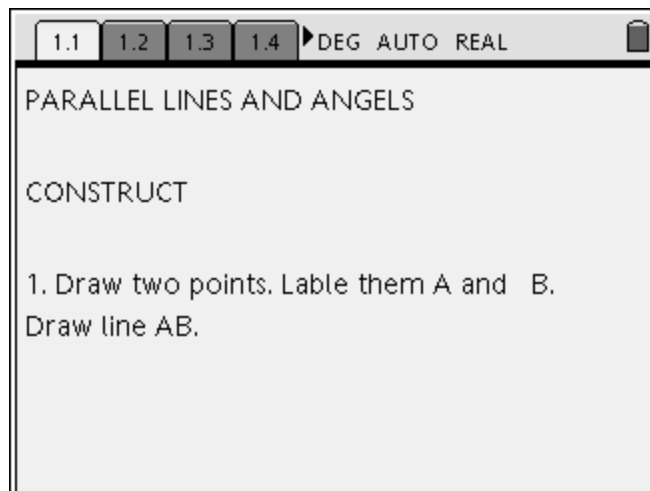 1.1 1.2 1.3 1.4 DEG AUTO REAL
PARALLEL LINES AND ANGELS
CONSTRUCT
1. Draw two points. Lable them A and B.
Draw line AB.